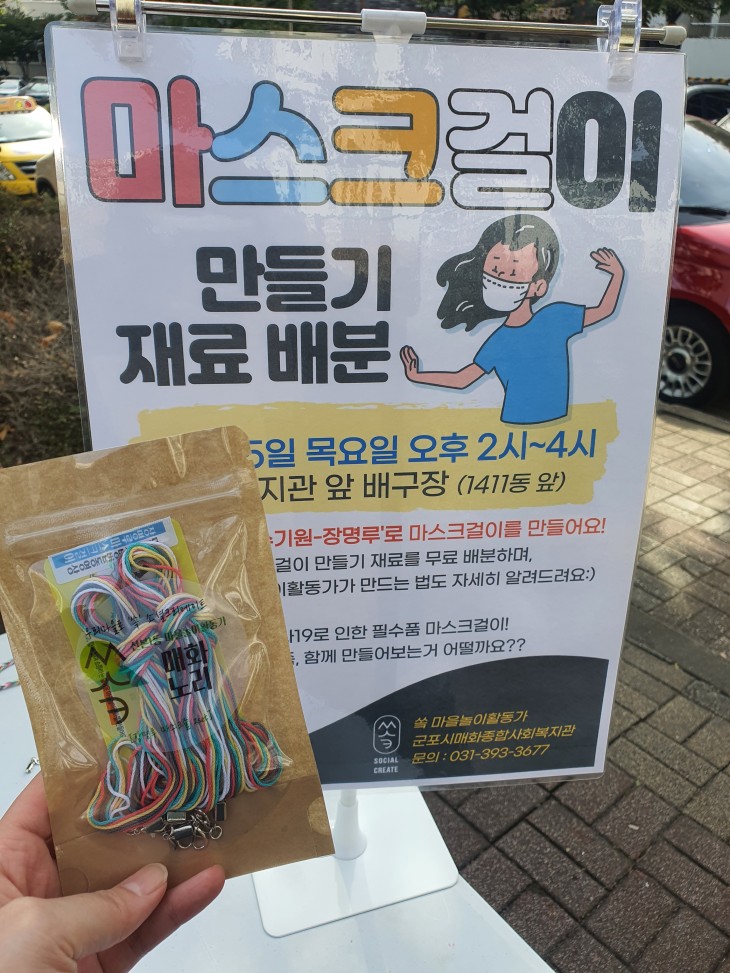 마스크걸이
만들기
재료 배분
5일 목요일 오후 2시~4시
지관 앞 배구장 (1411동 앞)
기원-장명루'로 마스크걸이를 만들어요!
걸이 만들기 재료를 무료 배분하며,
이활동가가 만드는 법도 자세히 알려드려요:)
19로 인한 필수품 마스크걸이!
함께 만들어보는거 어떨까요??
쏙 마을놀이활동가
군포시매화종합사회복지관
문의 : 031-393-3677
SOCIAL
CREATE
매화
노리